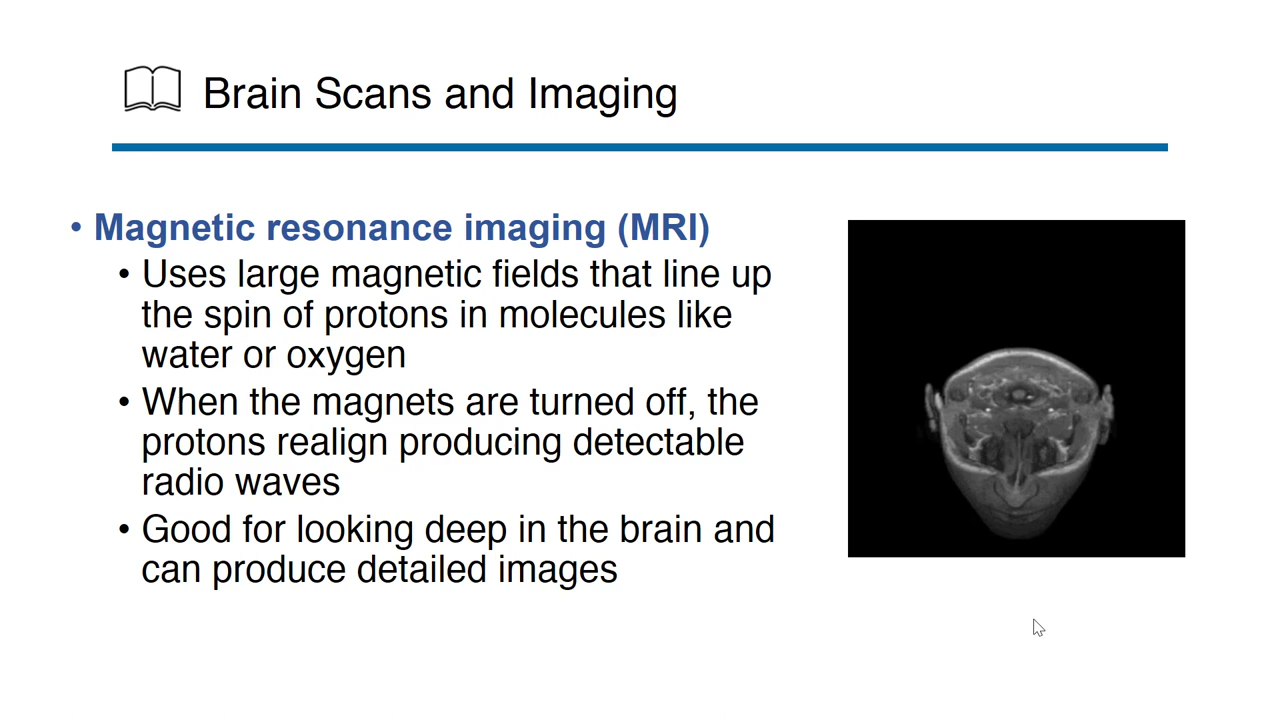 Brain Scans and Imaging
• Magnetic resonance imaging (MRI)
• Uses large magnetic fields that line up
the spin of protons in molecules like
water or oxygen
• When the magnets are turned off, the
protons realign producing detectable
radio waves
• Good for looking deep in the brain and
can produce detailed images